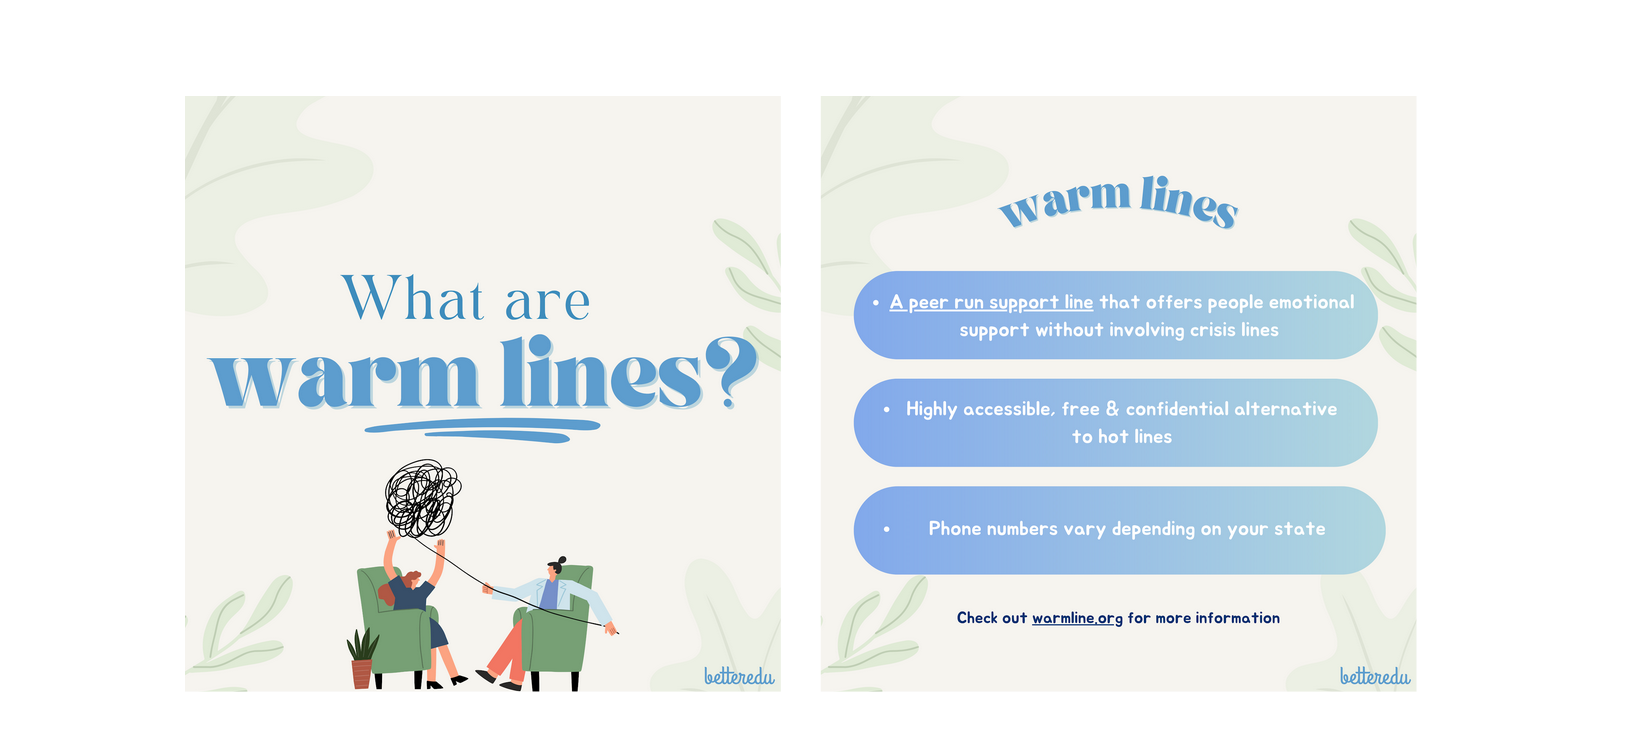 What are
warm lines?
betteredu
warm lines
• A peer run support line that offers people emotional
support without involving crisis lines
• Highly accessible, free & confidential alternative
to hot lines
• Phone numbers vary depending on your state
Check out warmline.org for more information
betteredu